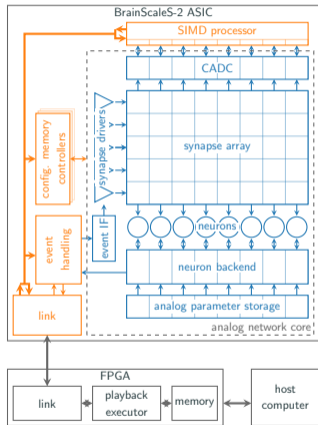 BrainScaleS-2 ASIC
SIMD processor
CADC
synapse drivers
synapse array
config. memory
controllers
event
handling
event IF
neurons
neuron backend
analog parameter storage
link
analog network core
FPGA
link
playback
executor
memory
host
computer